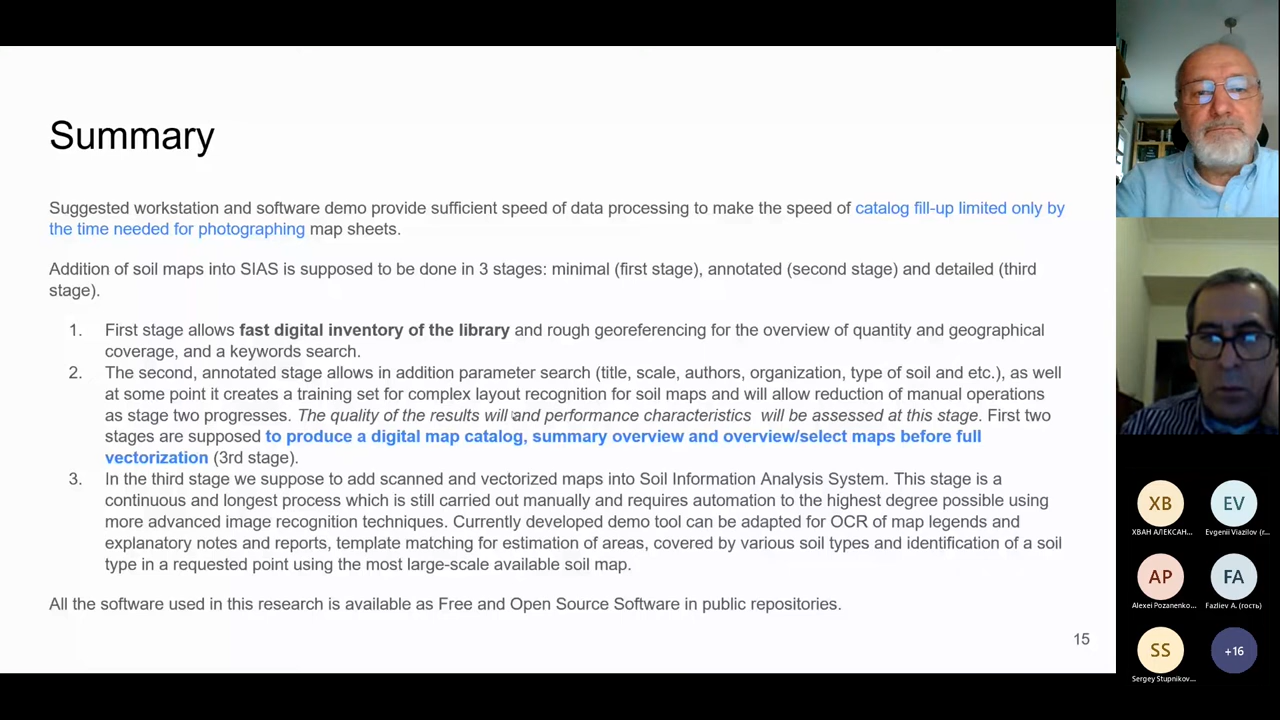 Summary
Suggested workstation and software demo provide sufficient speed of data processing to make the speed of catalog fill-up limited only by
the time needed for photographing map sheets.
Addition of soil maps into SIAS is supposed to be done in 3 stages: minimal (first stage), annotated (second stage) and detailed (third
stage).
1. First stage allows fast digital inventory of the library and rough georeferencing for the overview of quantity and geographical
coverage, and a keywords search.
2. The second, annotated stage allows in addition parameter search (title, scale, authors, organization, type of soil and etc.), as well
at some point it creates a training set for complex layout recognition for soil maps and will allow reduction of manual operations
as stage two progresses. The quality of the results will and performance characteristics will be assessed at this stage. First two
stages are supposed to produce a digital map catalog, summary overview and overview/select maps before full
vectorization (3rd stage).
3. In the third stage we suppose to add scanned and vectorized maps into Soil Information Analysis System. This stage is a
continuous and longest process which is still carried out manually and requires automation to the highest degree possible using
more advanced image recognition techniques. Currently developed demo tool can be adapted for OCR of map legends and
explanatory notes and reports, template matching for estimation of areas, covered by various soil types and identification of a soil
type in a requested point using the most large-scale available soil map.
All the software used in this research is available as Free and Open Source Software in public repositories.
15
ХВ
EV
ХВАН АЛЕКСАН...
Evgenii Viazilov (г...
AP
FA
Alexei Pozanenko...
Fazliev A. (гость)
SS
+16
Sergey Stupnikov...